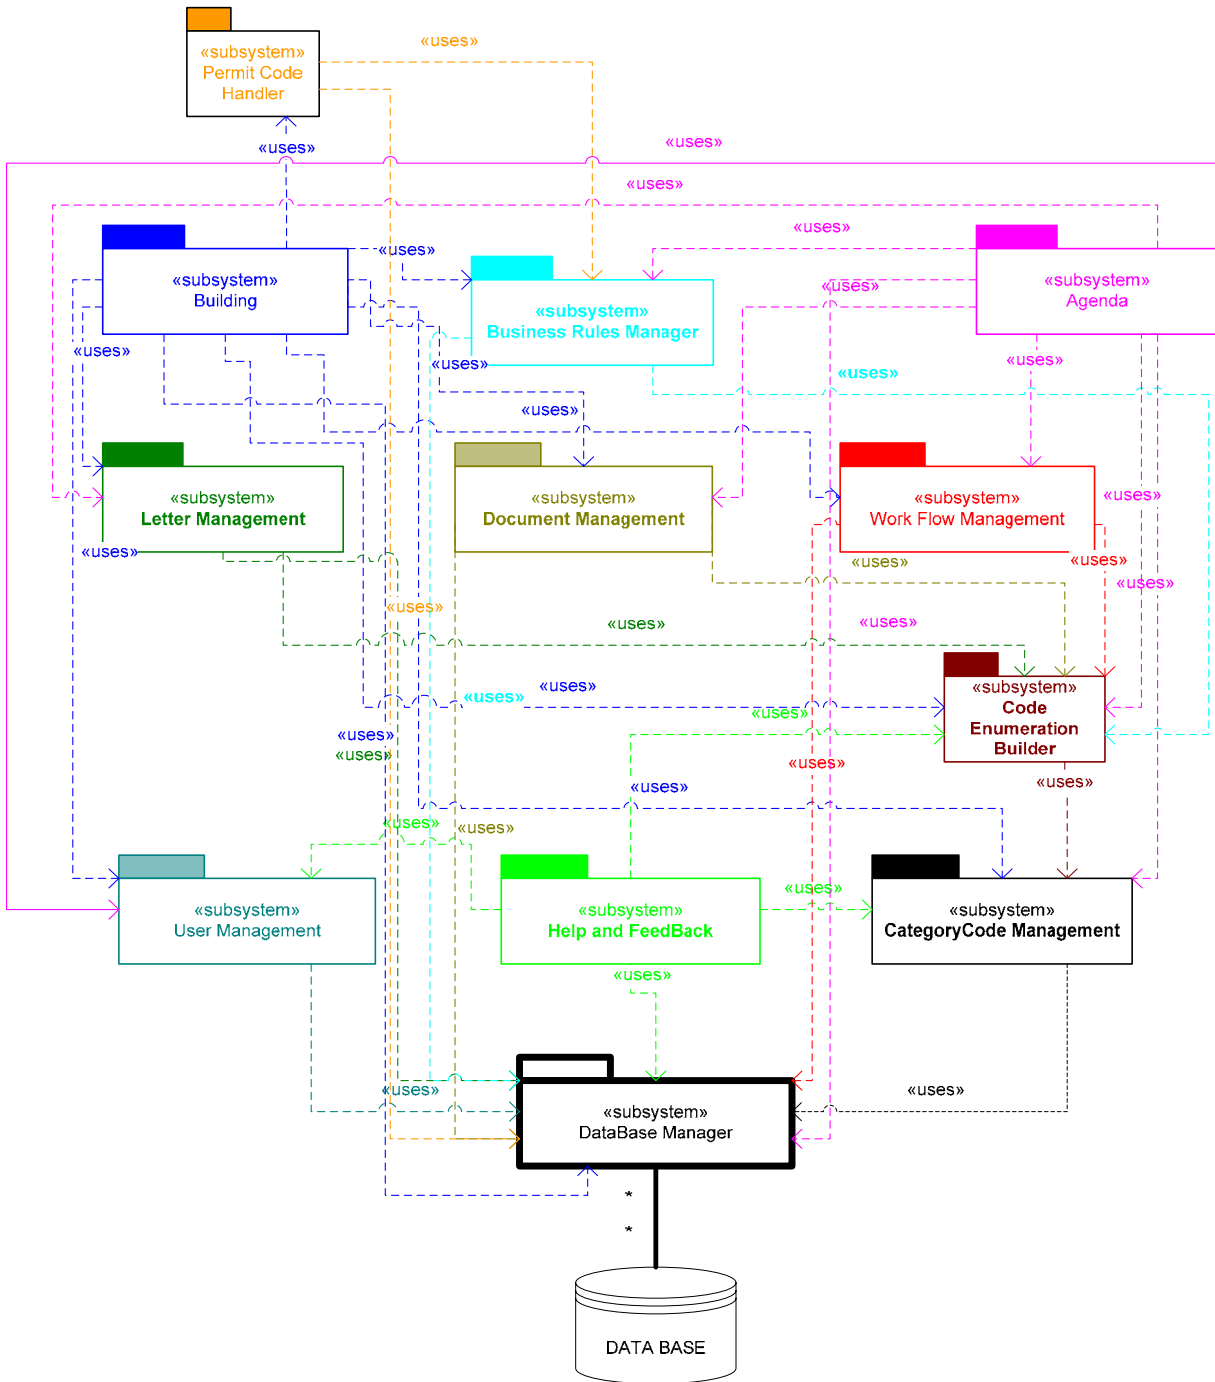 «uses»
«subsystem»
Permit Code
Handler
«uses»
«uses»
«uses»
«uses»
«uses»
«subsystem»
Building
«subsystem»
Agenda
«uses»
«subsystem»
Business Rules Manager
«uses»
«uses»
«uses»
«uses»
«uses»
«subsystem»
Letter Management
«subsystem»
Document Management
«subsystem»
Work Flow Management
«uses»
«uses»
«uses»
«uses»
«uses»
«uses»
«uses»
«uses»
«subsystem»
Code
Enumeration
Builder
«uses»
«uses»
«uses»
«uses»
«uses»
«uses»
«uses»
«uses»
«uses»
«uses»
«uses»
«subsystem»
User Management
«subsystem»
Help and FeedBack
«subsystem»
CategoryCode Management
«uses»
«uses»
«uses»
«uses»
«subsystem»
DataBase Manager
*
*
DATA BASE